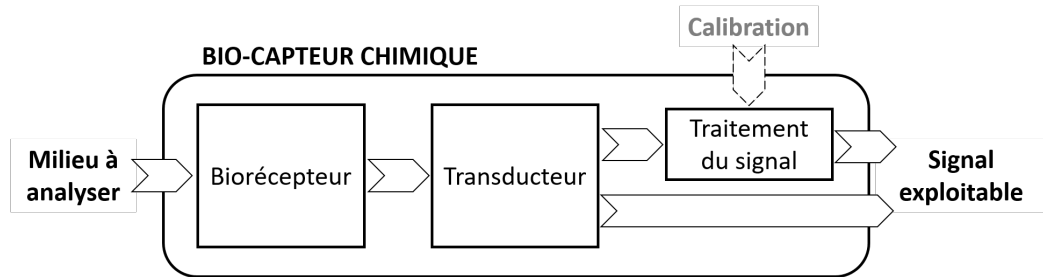 Calibration
BIO-CAPTEUR CHIMIQUE
Milieu à
analyser
Biorécepteur
Transducteur
Traitement
du signal
Signal
exploitable